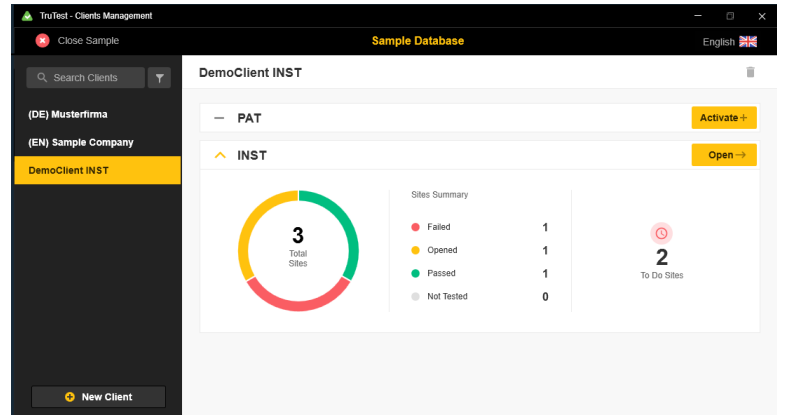 TruTest - Clients Management
Close Sample
Sample Database
English
Search Clients
(DE) Musterfirma
(EN) Sample Company
DemoClient INST
New Client
DemoClient INST
PAT
Activate
INST
Open
3
Total
Sites
Sites Summary
Failed 1
Opened 1
Passed 1
Not Tested 0
2
To Do Sites